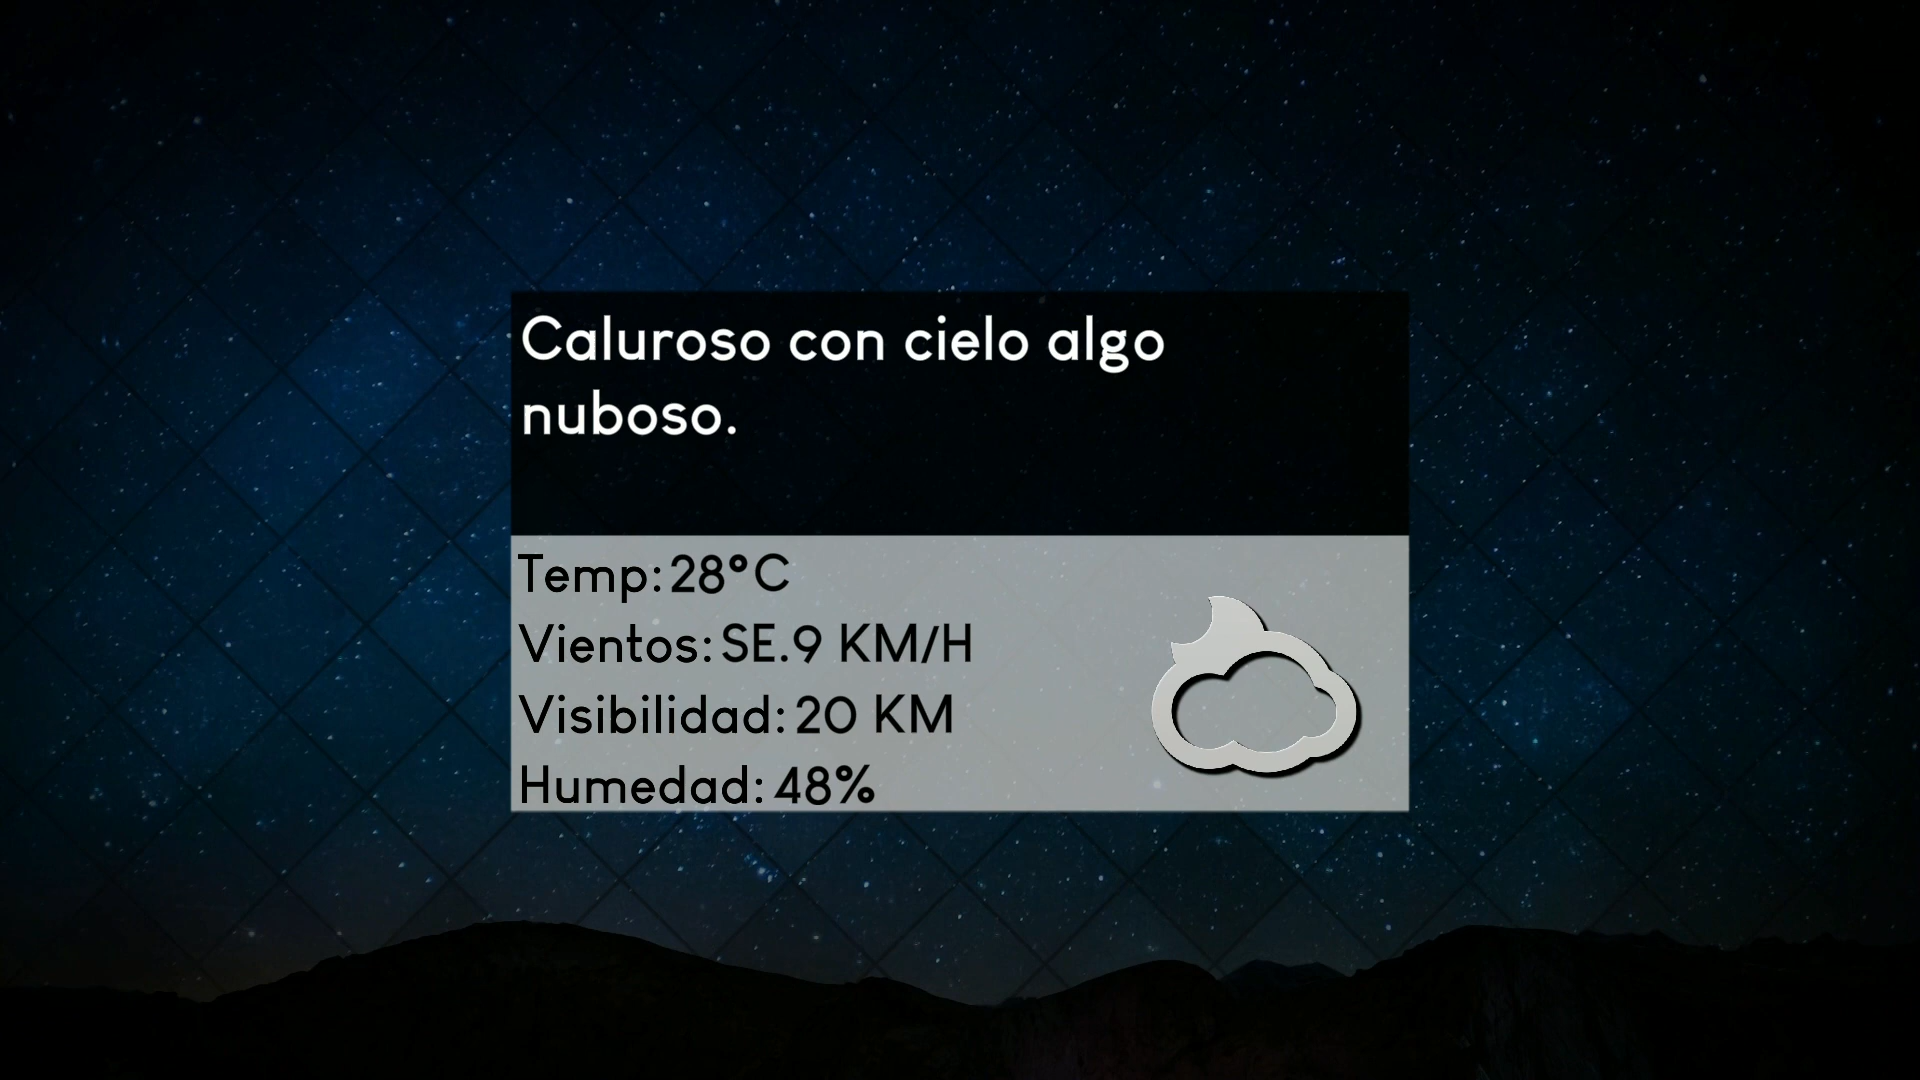 Caluroso con cielo algo
nuboso.
Temp: 28°C
Vientos: SE.9 KM/H
Visibilidad: 20 KM
Humedad: 48%